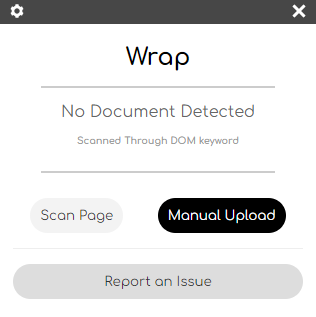 Wrap
No Document Detected
Scanned Through DOM keyword
Scan Page
Manual Upload
Report an Issue